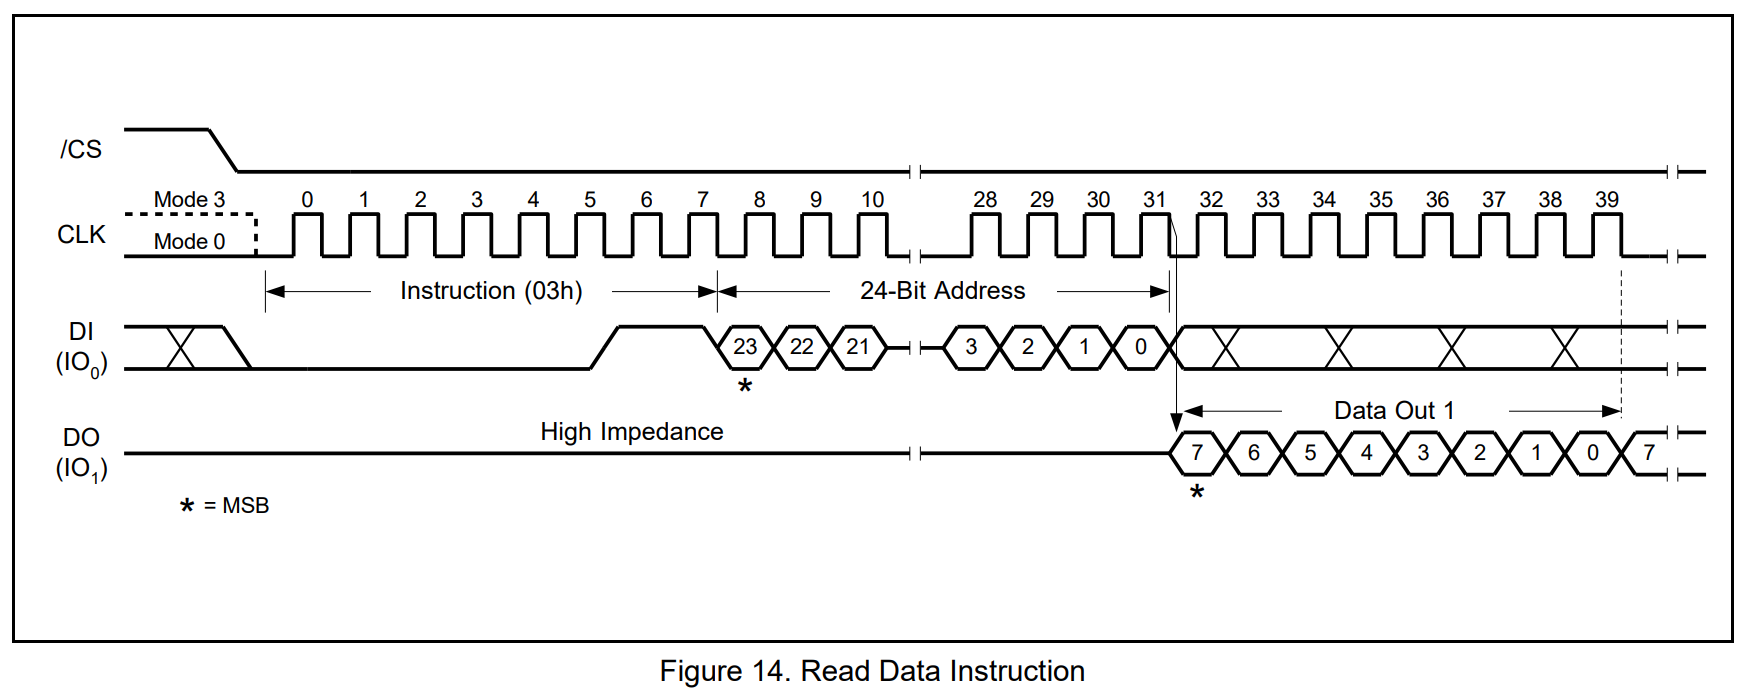 /CS
Mode 3
0 1 2 3 4 5 6 7 8 9 10 28 29 30 31 32 33 34 35 36 37 38 39
CLK
Mode 0
Instruction (03h) 24-Bit Address
DI
(IO0)
23 22 21 3 2 1 0
*
Data Out 1
High Impedance
DO
(IO1)
7 6 5 4 3 2 1 0 7
*
* = MSB
Figure 14. Read Data Instruction